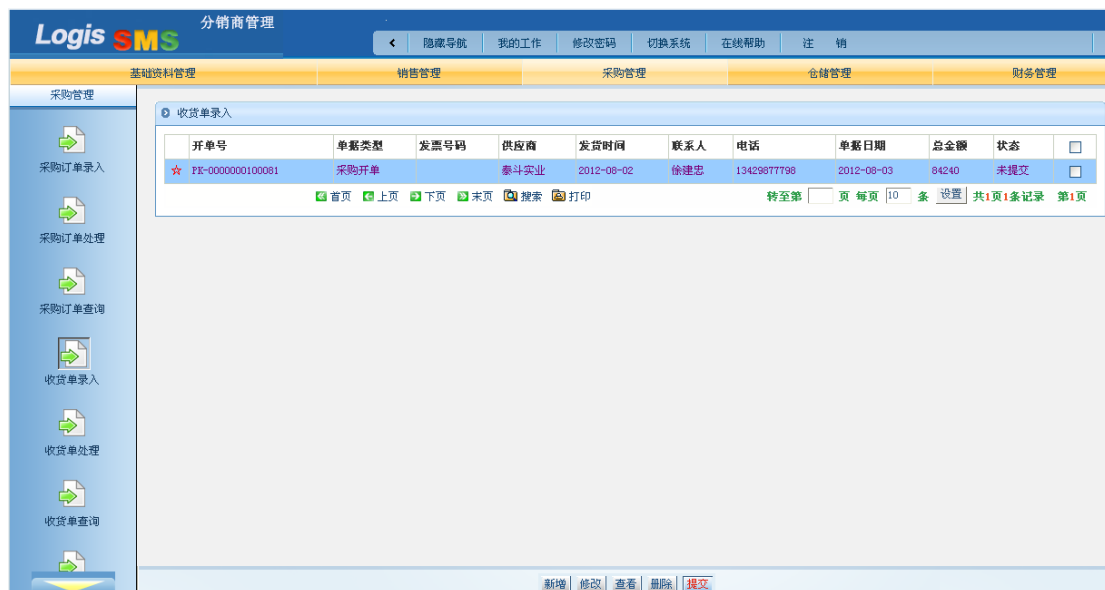 Logis SMS 分销商管理
隐藏导航 我的工作 修改密码 切换系统 在线帮助 注 销
基础资料管理 销售管理 采购管理 仓储管理 财务管理
采购管理
收货单录入
开单号 单据类型 发票号码 供应商 发货时间 联系人 电话 单据日期 总金额 状态
PK-0000000100081 采购开单 泰斗实业 2012-08-02 徐建忠 13429877798 2012-08-03 84240 未提交
首页 上页 下页 末页 搜索 打印 转至第 页 每页 10 条 设置 共1页1条记录 第1页
采购订单录入
采购订单处理
采购订单查询
收货单录入
收货单处理
收货单查询
新增 修改 查看 删除 提交